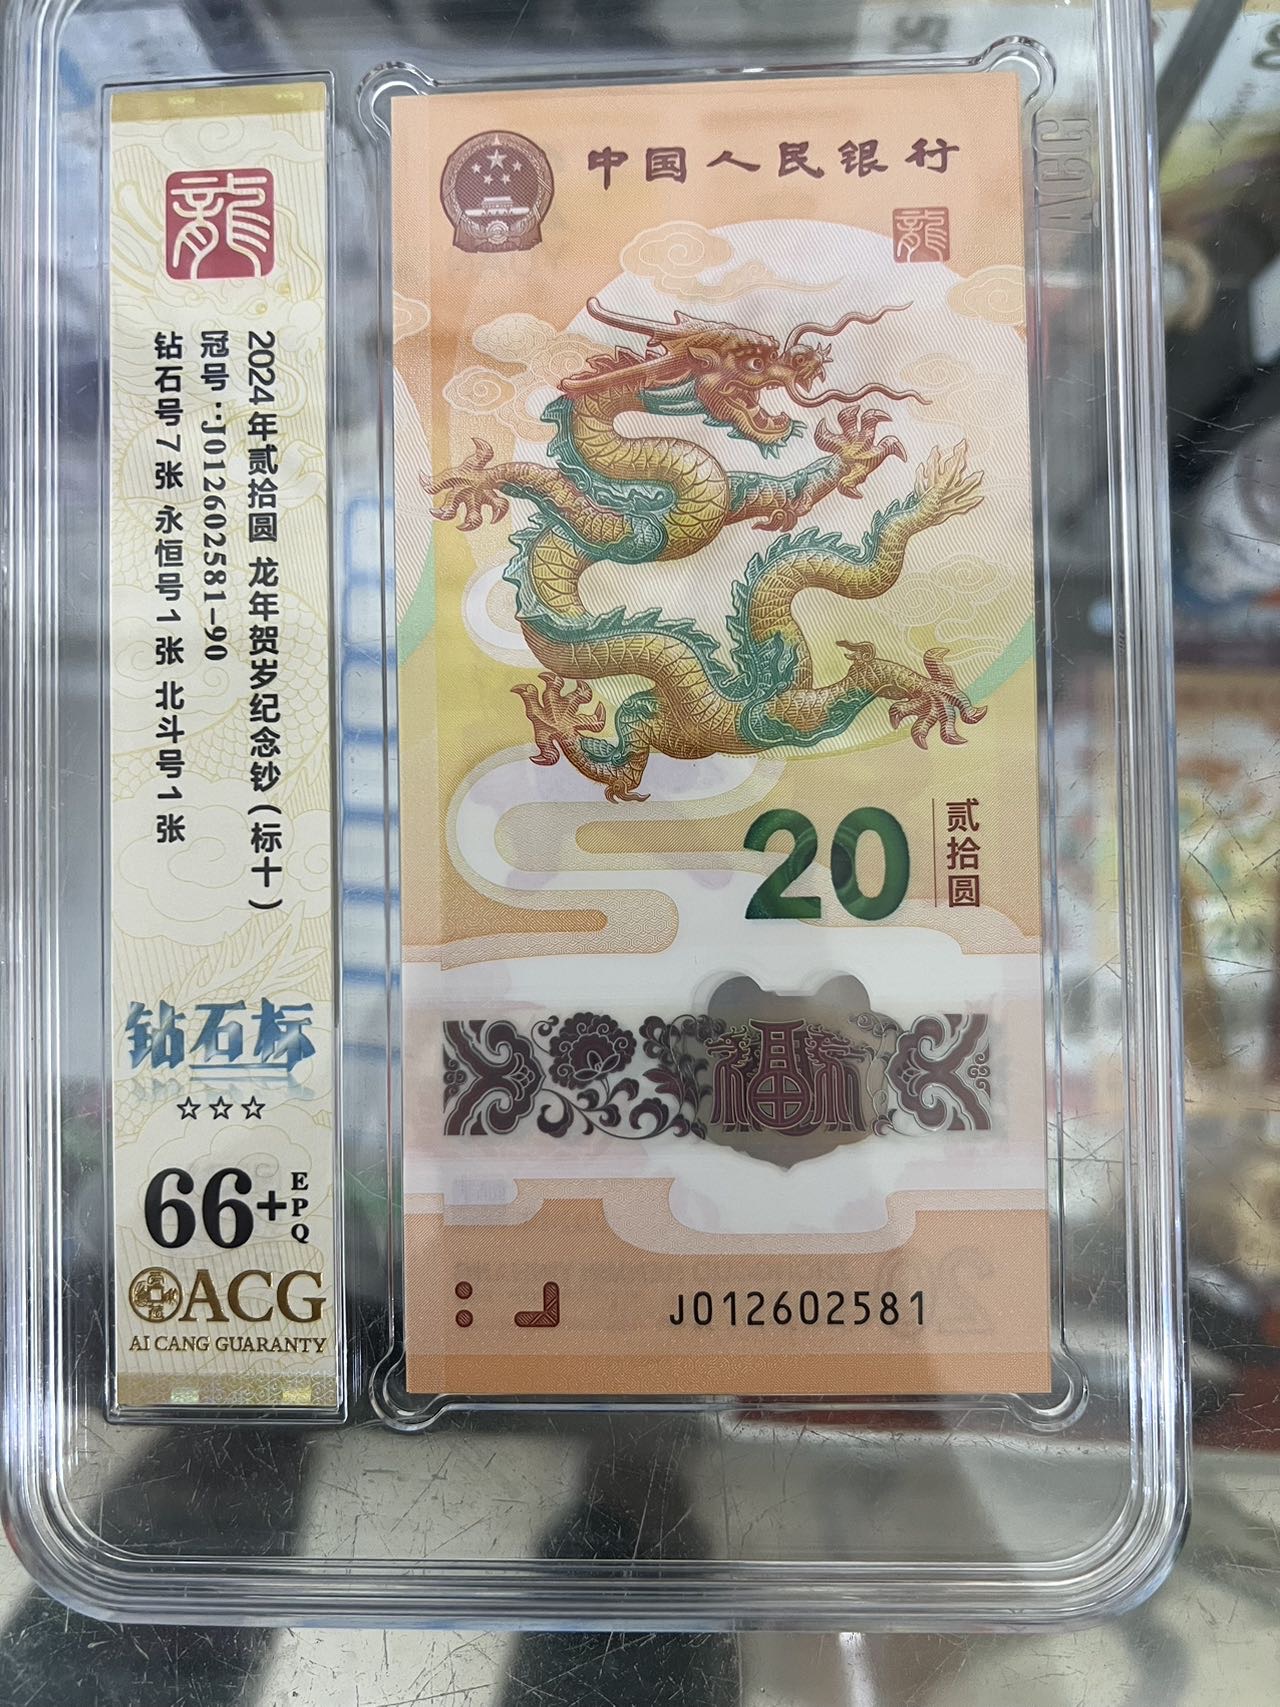 龍
2024年贰拾圆 龙年贺岁纪念钞(标十)
冠号:J012602581-90
钻石号7张 永恒号1张 北斗号1张
钻石标
☆☆☆
66+
EPQ
ACG
AI CANG GUARANTY
中国人民银行
龍
20
贰拾圆
福
J012602581
ACG